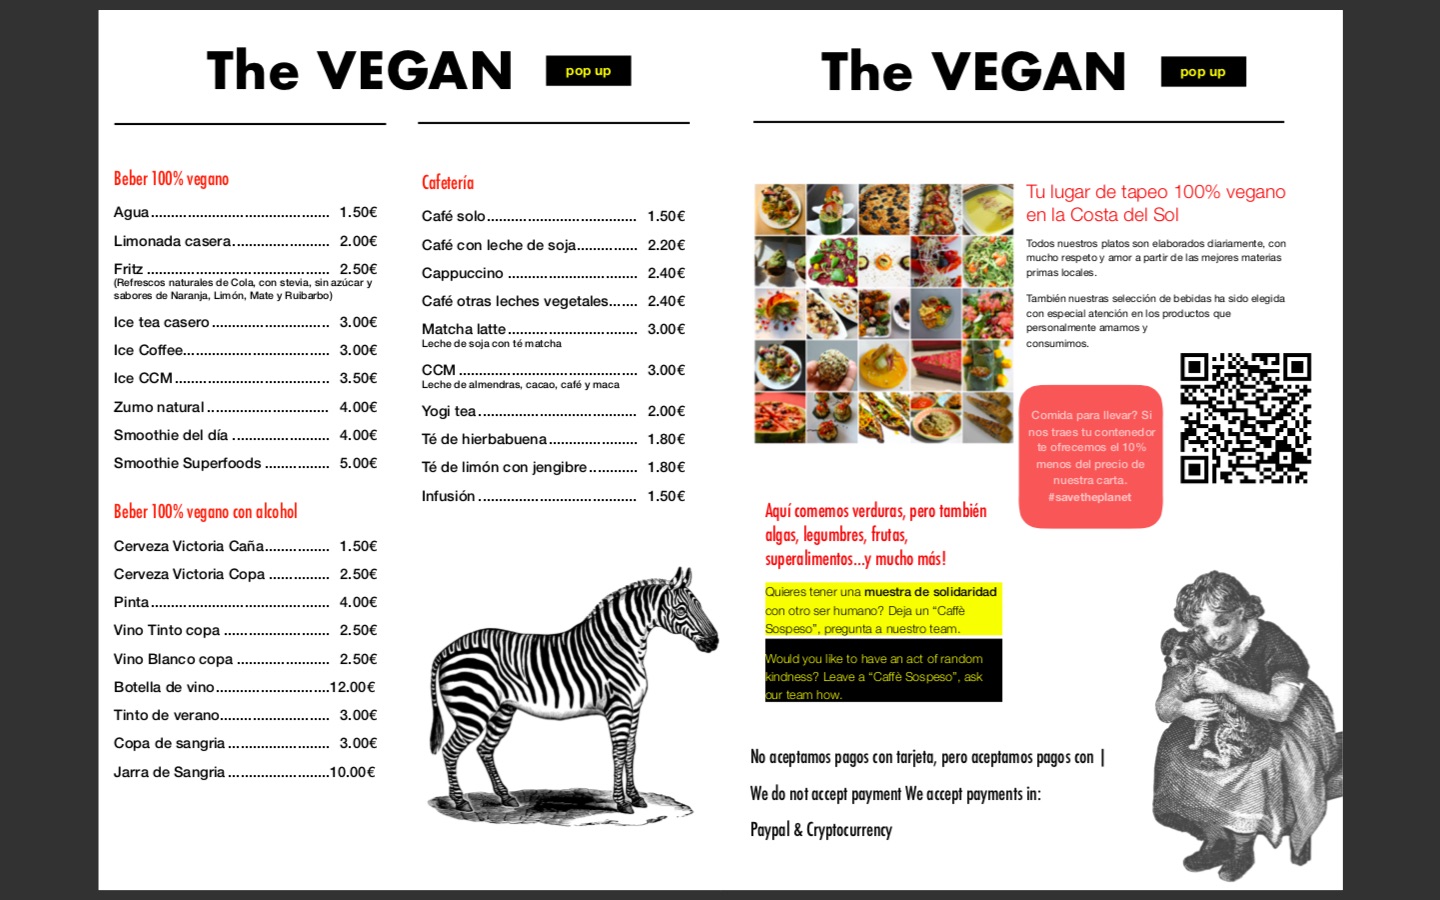 The VEGAN pop up
Beber 100% vegano
Agua ........................................ 1.50€
Limonada casera...................... 2.00€
Fritz ......................................... 2.50€
(Refrescos naturales de Cola, con stevia, sin azúcar y
sabores de Naranja, Limón, Mate y Ruibarbo)
Ice tea casero ........................... 3.00€
Ice Coffee................................. 3.00€
Ice CCM ................................... 3.50€
Zumo natural ............................ 4.00€
Smoothie del día ...................... 4.00€
Smoothie Superfoods ............... 5.00€
Beber 100% vegano con alcohol
Cerveza Victoria Caña............... 1.50€
Cerveza Victoria Copa .............. 2.50€
Pinta ........................................ 4.00€
Vino Tinto copa ........................ 2.50€
Vino Blanco copa ..................... 2.50€
Botella de vino..........................12.00€
Tinto de verano......................... 3.00€
Copa de sangria ....................... 3.00€
Jarra de Sangria .......................10.00€
Cafetería
Café solo.................................. 1.50€
Café con leche de soja.............. 2.20€
Cappuccino ............................. 2.40€
Café otras leches vegetales....... 2.40€
Matcha latte ............................. 3.00€
Leche de soja con té matcha
CCM ........................................ 3.00€
Leche de almendras, cacao, café y maca
Yogi tea .................................... 2.00€
Té de hierbabuena .................... 1.80€
Té de limón con jengibre ........... 1.80€
Infusión .................................... 1.50€
The VEGAN pop up
Tu lugar de tapeo 100% vegano
en la Costa del Sol
Todos nuestros platos son elaborados diariamente, con
mucho respeto y amor a partir de las mejores materias
primas locales.
También nuestras selección de bebidas ha sido elegida
con especial atención en los productos que
personalmente amamos y
consumimos.
Comida para llevar? Si
nos traes tu contenedor
te ofrecemos el 10%
menos del precio de
nuestra carta.
#savetheplanet
Aquí comemos verduras, pero también
algas, legumbres, frutas,
superalimentos...y mucho más!
Quieres tener una muestra de solidaridad
con otro ser humano? Deja un “Caffè
Sospeso”, pregunta a nuestro team.
Would you like to have an act of random
kindness? Leave a “Caffè Sospeso”, ask
our team how.
No aceptamos pagos con tarjeta, pero aceptamos pagos con |
We do not accept payment We accept payments in:
Paypal & Cryptocurrency